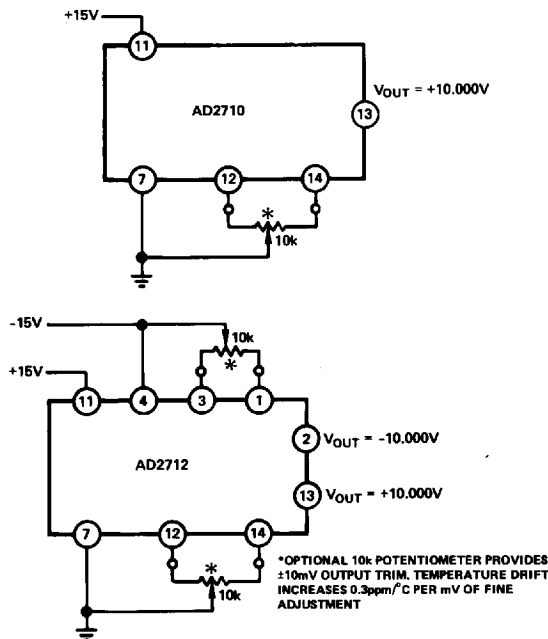 +15V
11
VOUT = +10.000V
AD2710
13
7
12
14
*
10k
-15V
10k
*
+15V
11
4
3
1
2
VOUT = -10.000V
AD2712
13
VOUT = +10.000V
7
12
14
*
10k
*OPTIONAL 10k POTENTIOMETER PROVIDES
±10mV OUTPUT TRIM. TEMPERATURE DRIFT
INCREASES 0.3ppm/°C PER mV OF FINE
ADJUSTMENT